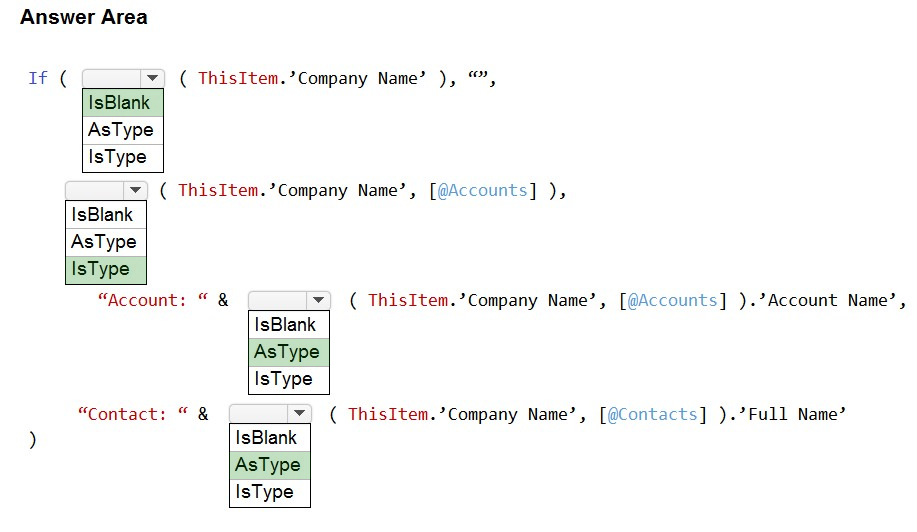 Answer Area
If ( ( ThisItem.’Company Name’ ), “”,
IsBlank
AsType
IsType
( ThisItem.’Company Name’, [@Accounts] ),
IsBlank
AsType
IsType
“Account: “ & ( ThisItem.’Company Name’, [@Accounts] ).’Account Name’,
IsBlank
AsType
IsType
“Contact: “ & ( ThisItem.’Company Name’, [@Contacts] ).’Full Name’
)
IsBlank
AsType
IsType